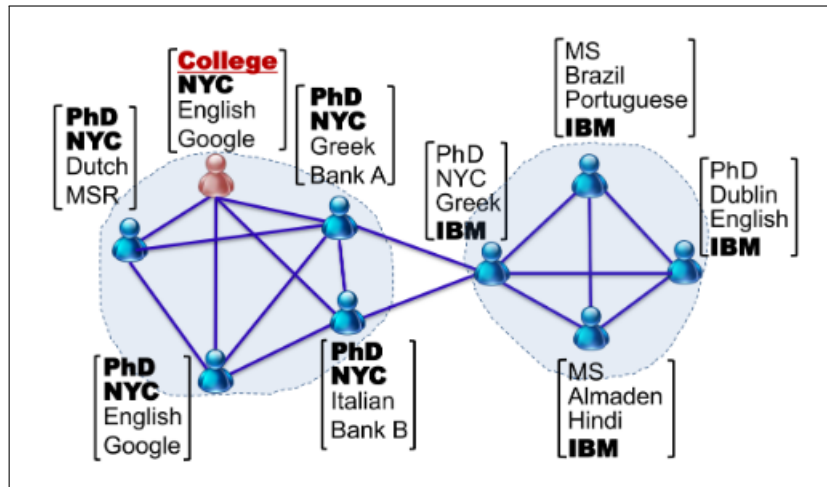 College
NYC
English
Google
PhD
NYC
Dutch
MSR
PhD
NYC
Greek
Bank A
PhD
NYC
English
Google
PhD
NYC
Italian
Bank B
PhD
NYC
Greek
IBM
MS
Brazil
Portuguese
IBM
PhD
Dublin
English
IBM
MS
Almaden
Hindi
IBM